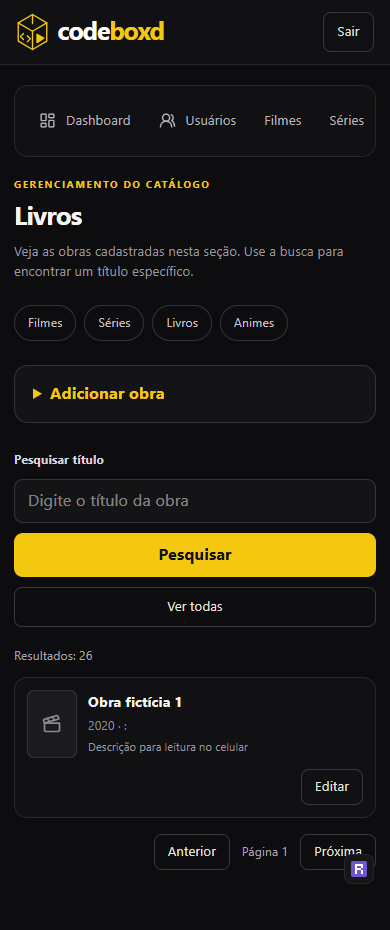 codeboxd
Sair
Dashboard Usuários Filmes Séries
GERENCIAMENTO DO CATÁLOGO
Livros
Veja as obras cadastradas nesta seção. Use a busca para
encontrar um título específico.
Filmes Séries Livros Animes
Adicionar obra
Pesquisar título
Digite o título da obra
Pesquisar
Ver todas
Resultados: 26
Obra fictícia 1
2020 · :
Descrição para leitura no celular
Editar
Anterior Página 1 Próxima